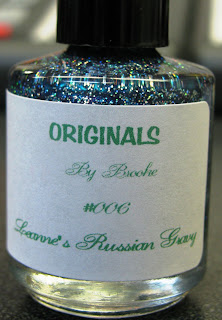 ORIGINALS
By Brooke
#006
Leanne's Russian Gravy